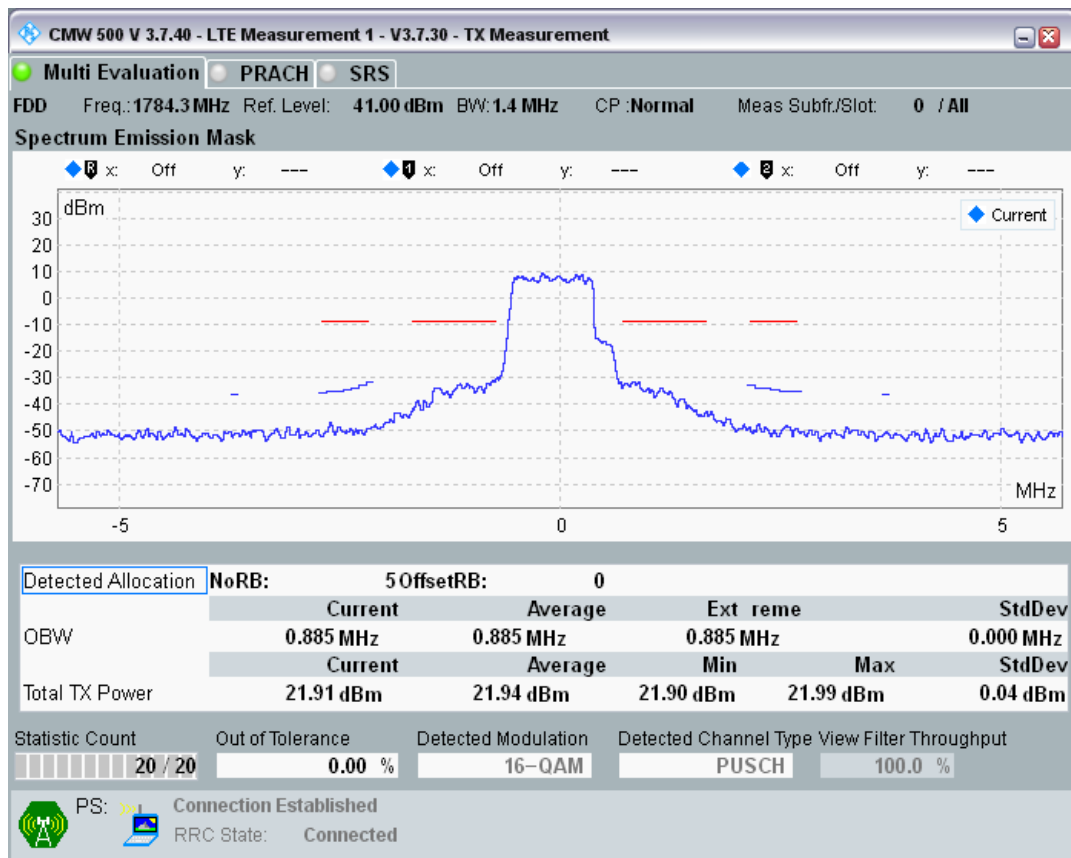 CMW 500 V 3.7.40 - LTE Measurement 1 - V3.7.30 - TX Measurement
Multi Evaluation PRACH SRS
FDD Freq.:1784.3MHz Ref. Level: 41.00 dBm BW:1.4 MHz CP :Normal Meas Subfr./Slot: 0 / All
Spectrum Emission Mask
R x: Off y: --- 1 x: Off y: --- 2 x: Off y: ---
dBm
Current
30
20
10
0
-10
-20
-30
-40
-50
-60
-70
MHz
-5 0 5
Detected Allocation NoRB: 5 OffsetRB: 0
Current Average Ext reme StdDev
OBW 0.885 MHz 0.885 MHz 0.885 MHz 0.000 MHz
Current Average Min Max StdDev
Total TX Power 21.91 dBm 21.94 dBm 21.90 dBm 21.99 dBm 0.04 dBm
Statistic Count Out of Tolerance Detected Modulation Detected Channel Type View Filter Throughput
20 / 20 0.00 % 16-QAM PUSCH 100.0 %
PS: Connection Established
RRC State: Connected